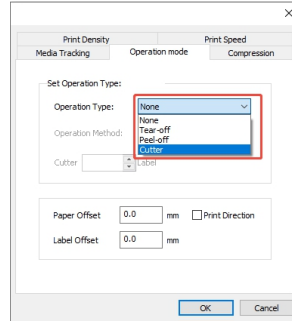 Print Density Print Speed
Media Tracking Operation mode Compression
Set Operation Type:
Operation Type: None
None
Tear-off
Peel-off
Operation Method:
Cutter
Cutter Label
Paper Offset 0.0 mm Print Direction
Label Offset 0.0 mm
OK Cancel